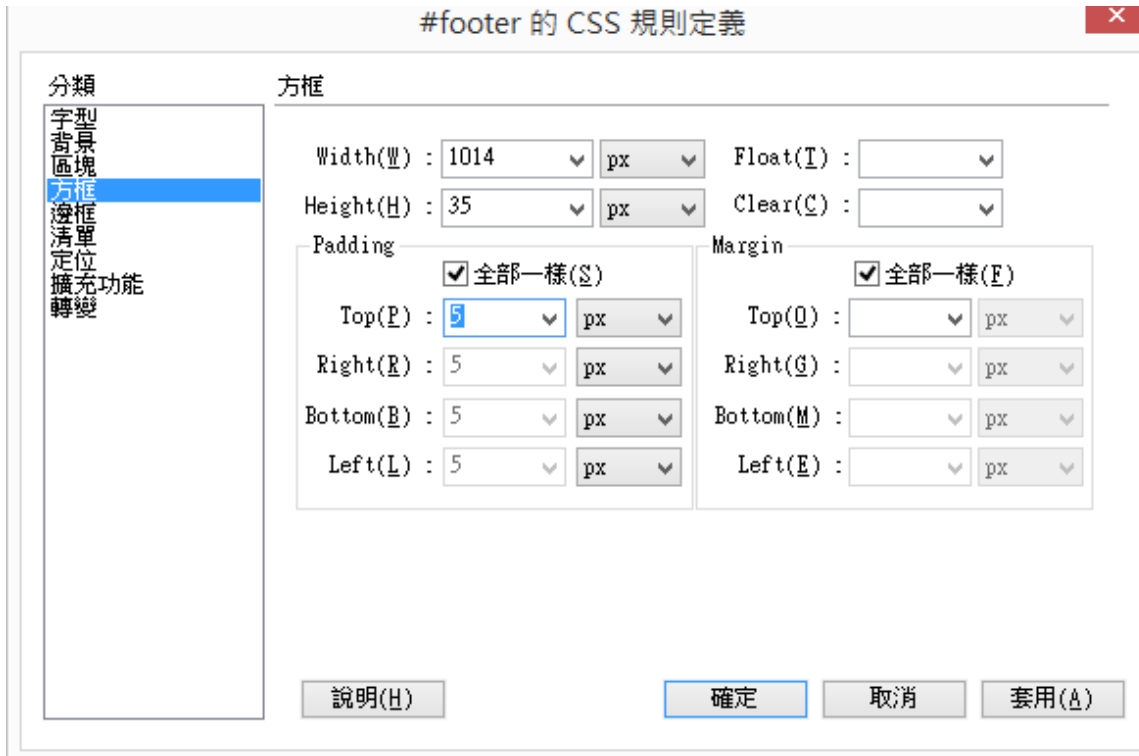 #footer 的 CSS 規則定義
分類
字型
背景
區塊
方框
邊框
清單
定位
擴充功能
轉變
方框
Width(W) : 1014 px Float(T) :
Height(H) : 35 px Clear(C) :
Padding
全部一樣(S)
Top(P) : 5 px
Right(R) : 5 px
Bottom(B) : 5 px
Left(L) : 5 px
Margin
全部一樣(F)
Top(O) : px
Right(G) : px
Bottom(M) : px
Left(E) : px
說明(H) 確定 取消 套用(A)